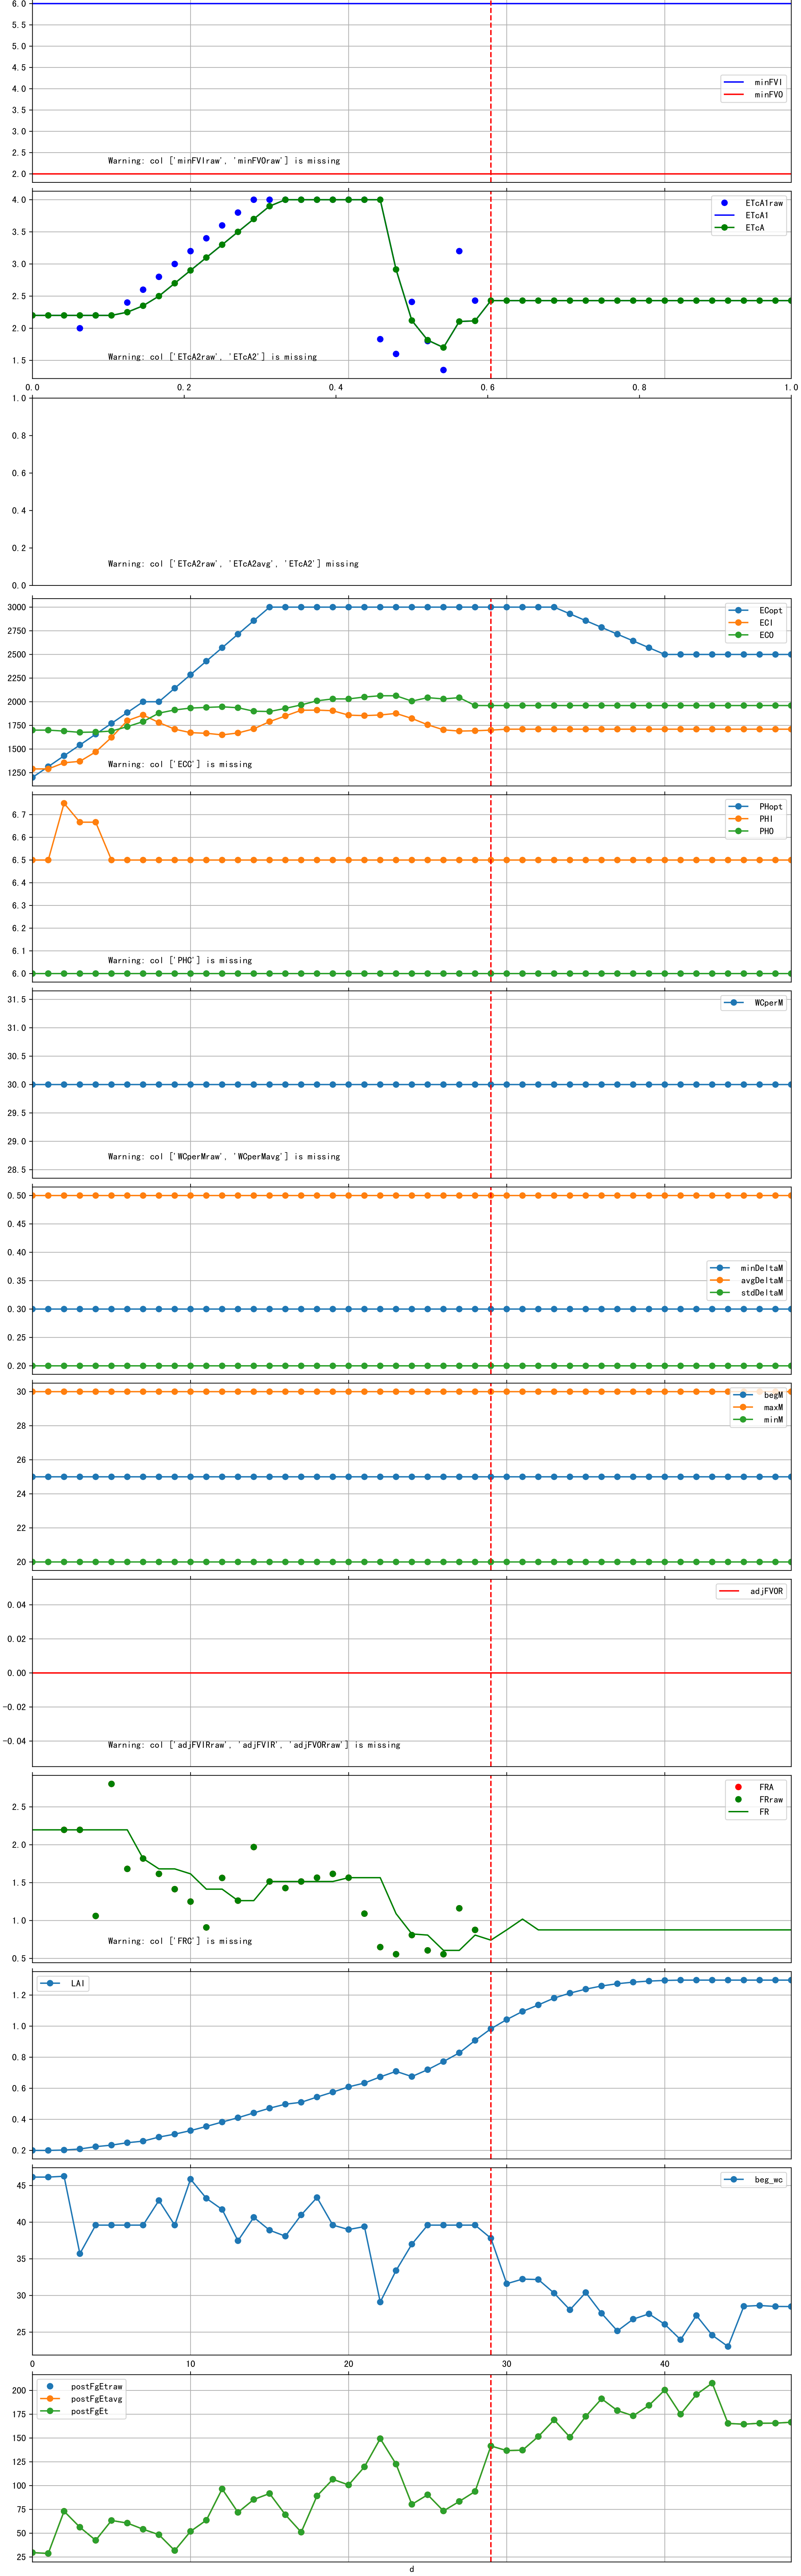 6.0
5.5
5.0
4.5
4.0
3.5
3.0
2.5
2.0
minFVI
minFVO
Warning: col ['minFVIraw', 'minFVOraw'] is missing
4.0
3.5
3.0
2.5
2.0
1.5
ETcA1raw
ETcA1
ETcA
Warning: col ['ETcA2raw', 'ETcA2'] is missing
0.0 0.2 0.4 0.6 0.8 1.0
1.0
0.8
0.6
0.4
0.2
0.0
Warning: col ['ETcA2raw', 'ETcA2avg', 'ETcA2'] missing
3000
2750
2500
2250
2000
1750
1500
1250
ECopt
ECI
ECO
Warning: col ['ECC'] is missing
6.7
6.6
6.5
6.4
6.3
6.2
6.1
6.0
PHopt
PHI
PHO
Warning: col ['PHC'] is missing
31.5
31.0
30.5
30.0
29.5
29.0
28.5
WCperM
Warning: col ['WCperMraw', 'WCperMavg'] is missing
0.50
0.45
0.40
0.35
0.30
0.25
0.20
minDeltaM
avgDeltaM
stdDeltaM
30
28
26
24
22
20
begM
maxM
minM
0.04
0.02
0.00
-0.02
-0.04
adjFVOR
Warning: col ['adjFVIRraw', 'adjFVIR', 'adjFVORraw'] is missing
2.5
2.0
1.5
1.0
0.5
FRA
FRraw
FR
Warning: col ['FRC'] is missing
1.2
1.0
0.8
0.6
0.4
0.2
LAI
45
40
35
30
25
beg_wc
0 10 20 30 40
200
175
150
125
100
75
50
25
postFgEtraw
postFgEtavg
postFgEt
d